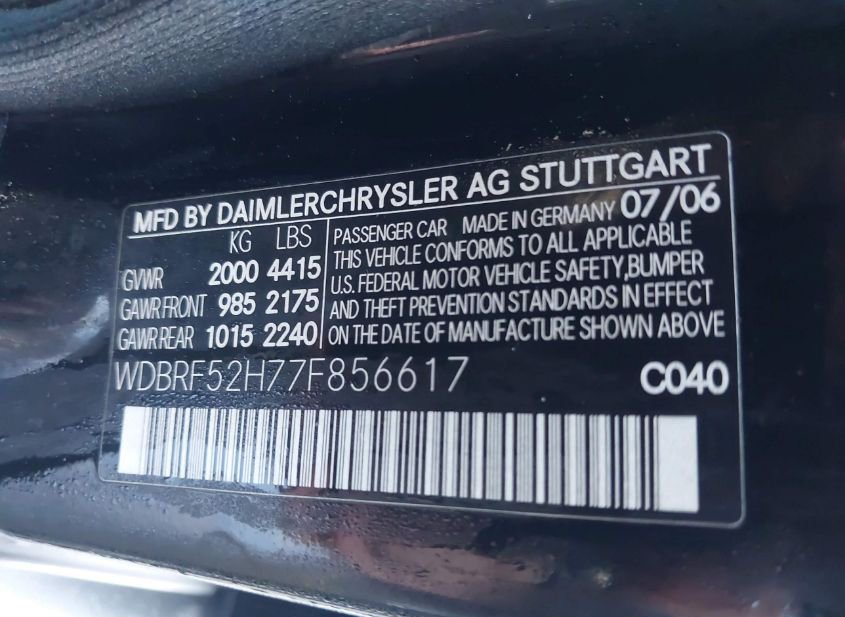 MFD BY DAIMLERCHRYSLER AG STUTTGART
KG LBS
GVWR 2000 4415
GAWR FRONT 985 2175
GAWR REAR 1015 2240
PASSENGER CAR MADE IN GERMANY 07/06
THIS VEHICLE CONFORMS TO ALL APPLICABLE
U.S. FEDERAL MOTOR VEHICLE SAFETY,BUMPER
AND THEFT PREVENTION STANDARDS IN EFFECT
ON THE DATE OF MANUFACTURE SHOWN ABOVE
WDBRF52H77F856617 C040